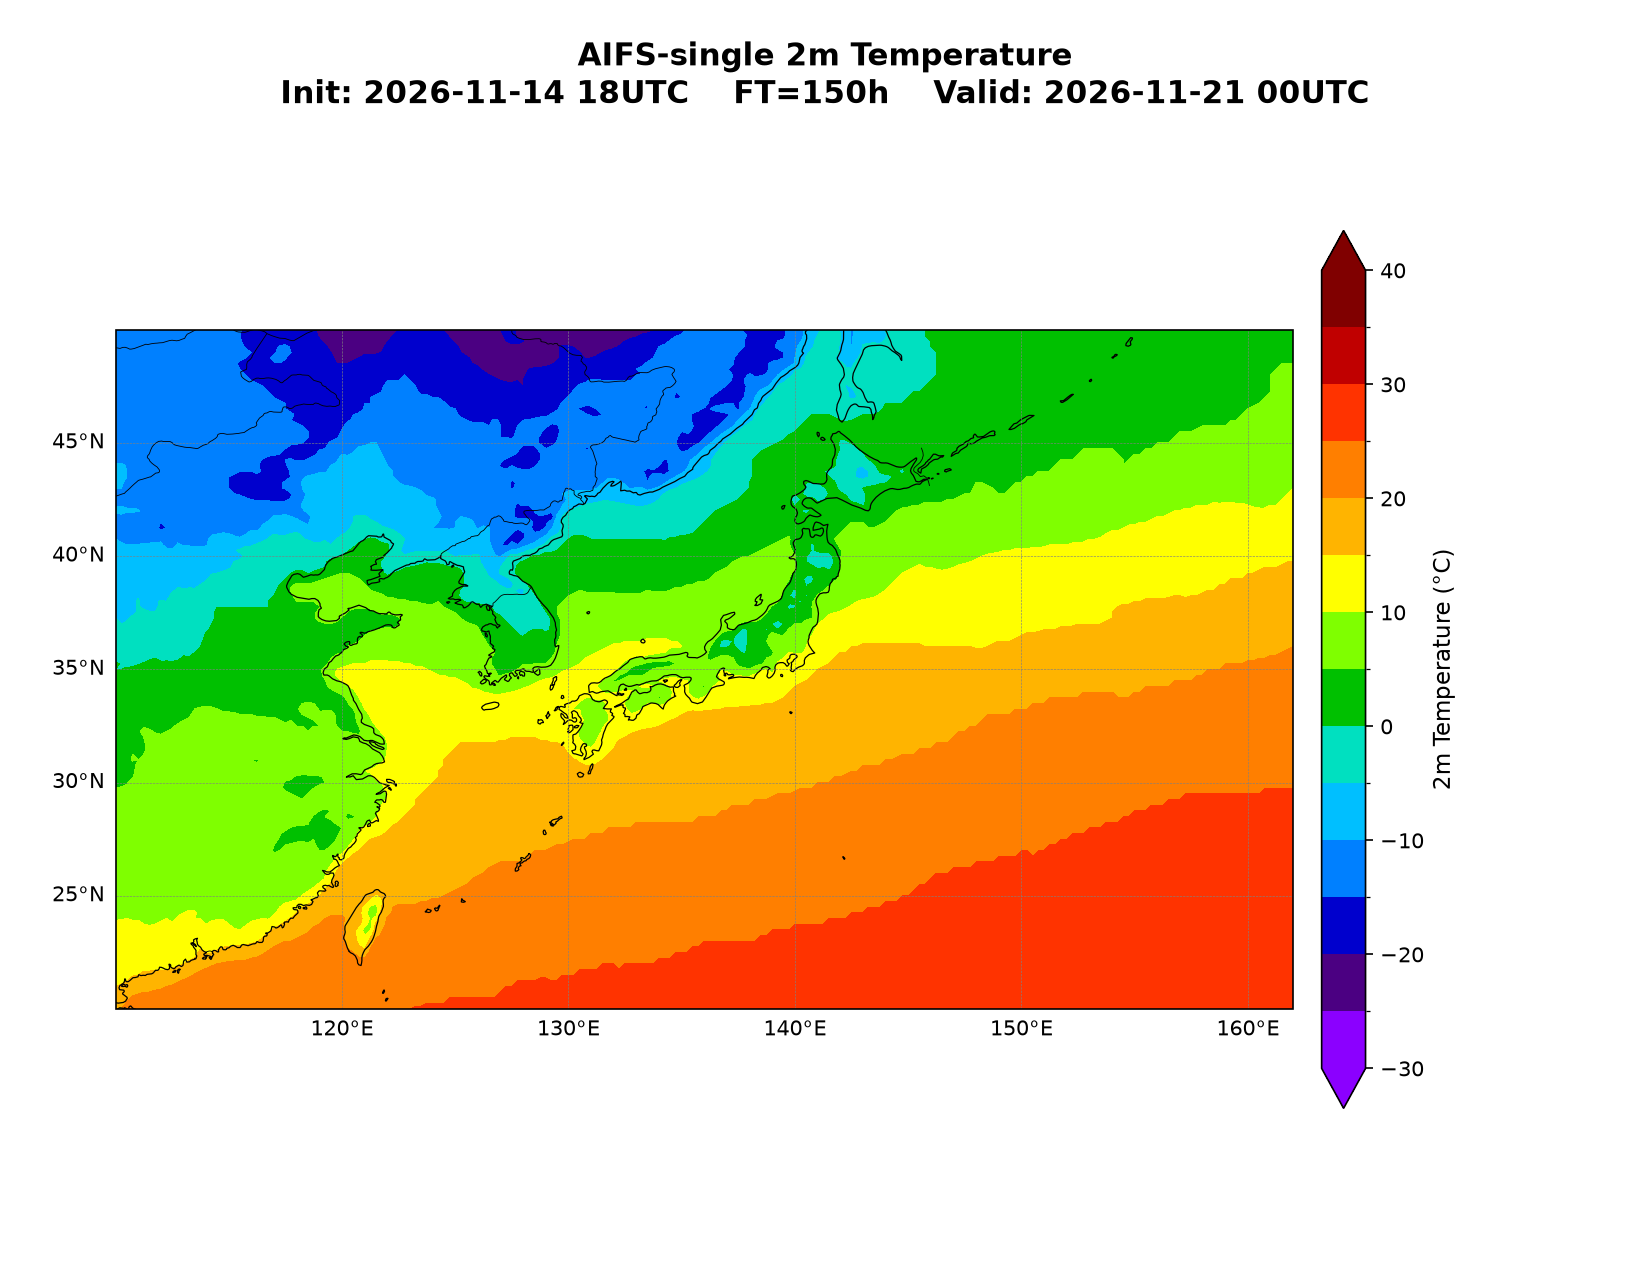 AIFS-single 2m Temperature
Init: 2026-11-14 18UTC    FT=150h    Valid: 2026-11-21 00UTC
45°N
40°N
35°N
30°N
25°N
120°E
130°E
140°E
150°E
160°E
40
30
20
10
0
−10
−20
−30
2m Temperature (°C)